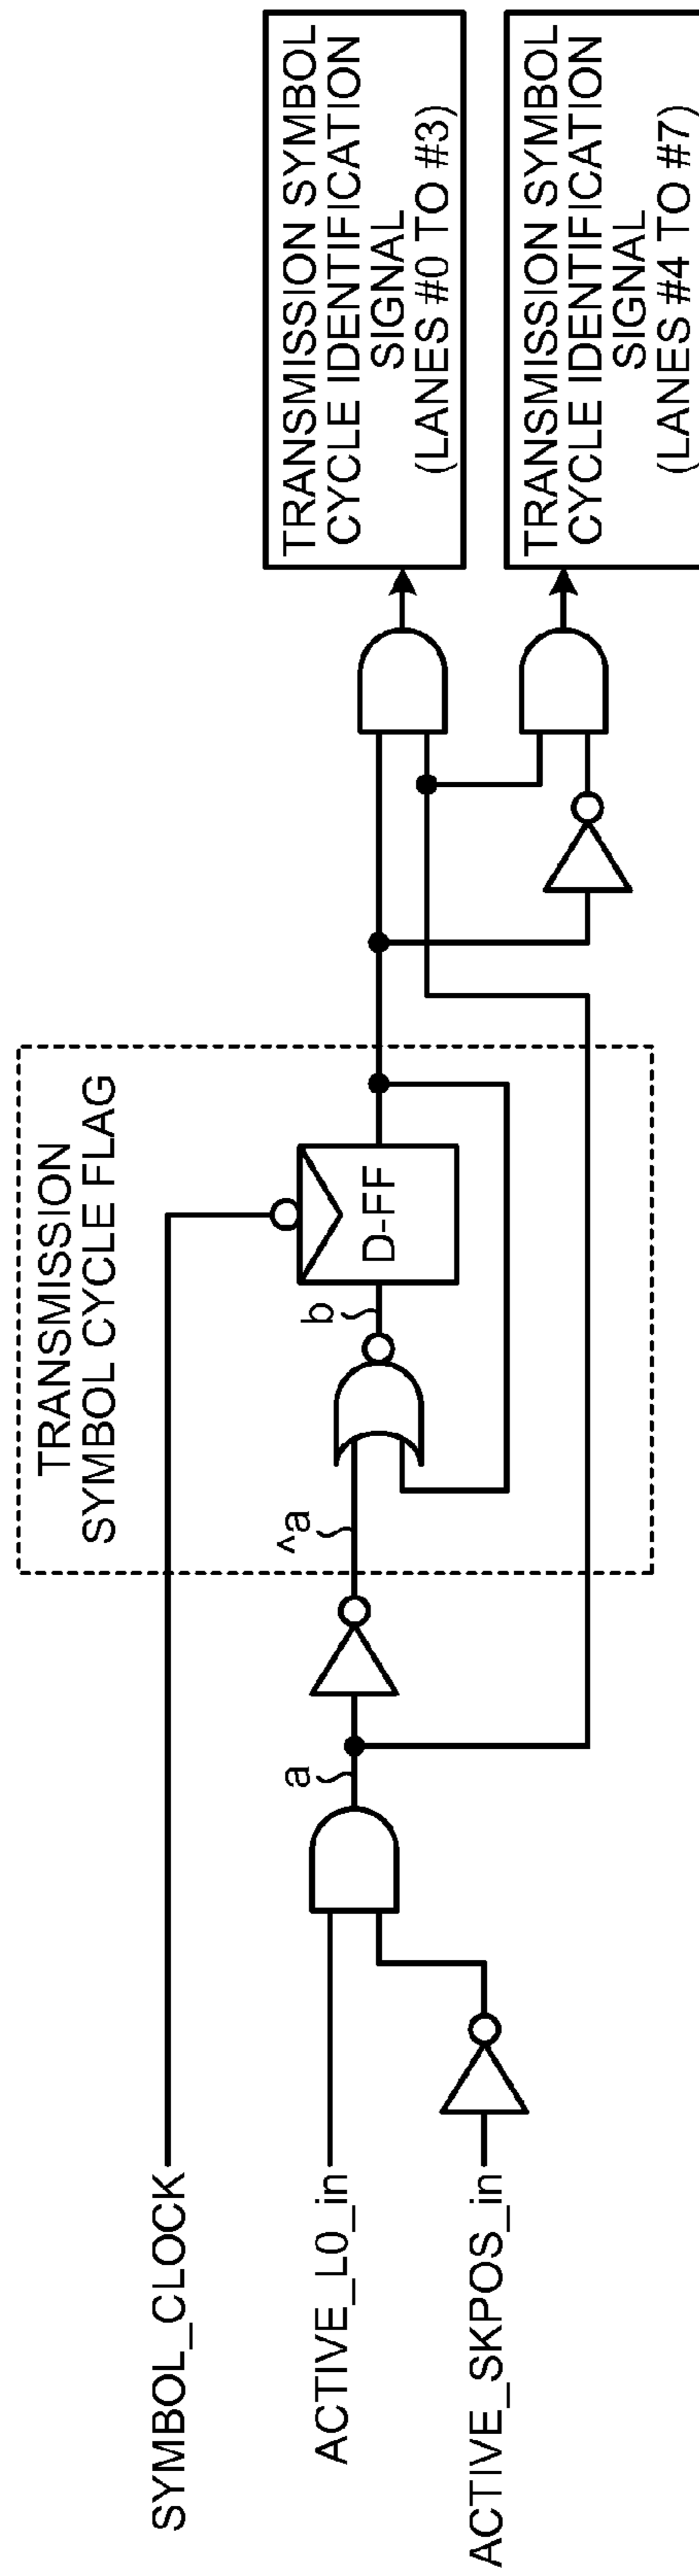 SYMBOL_CLOCK
ACTIVE_L0_in
ACTIVE_SKPOS_in
a
^a
TRANSMISSION
SYMBOL CYCLE FLAG
b
D-FF
TRANSMISSION SYMBOL
CYCLE IDENTIFICATION
SIGNAL
(LANES #0 TO #3)
TRANSMISSION SYMBOL
CYCLE IDENTIFICATION
SIGNAL
(LANES #4 TO #7)